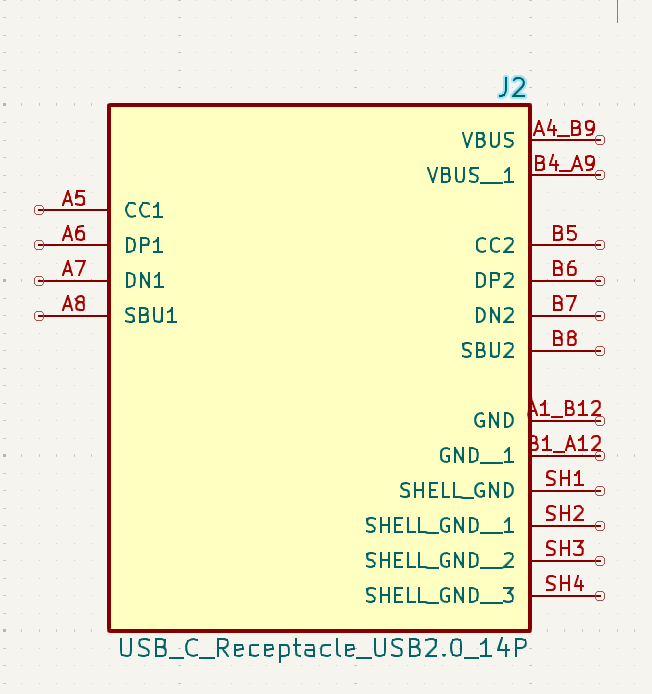 J2
VBUS A4_B9
VBUS__1 B4_A9
A5 CC1
A6 DP1 CC2 B5
A7 DN1 DP2 B6
A8 SBU1 DN2 B7
SBU2 B8
GND A1_B12
GND__1 B1_A12
SHELL_GND SH1
SHELL_GND__1 SH2
SHELL_GND__2 SH3
SHELL_GND__3 SH4
USB_C_Receptacle_USB2.0_14P